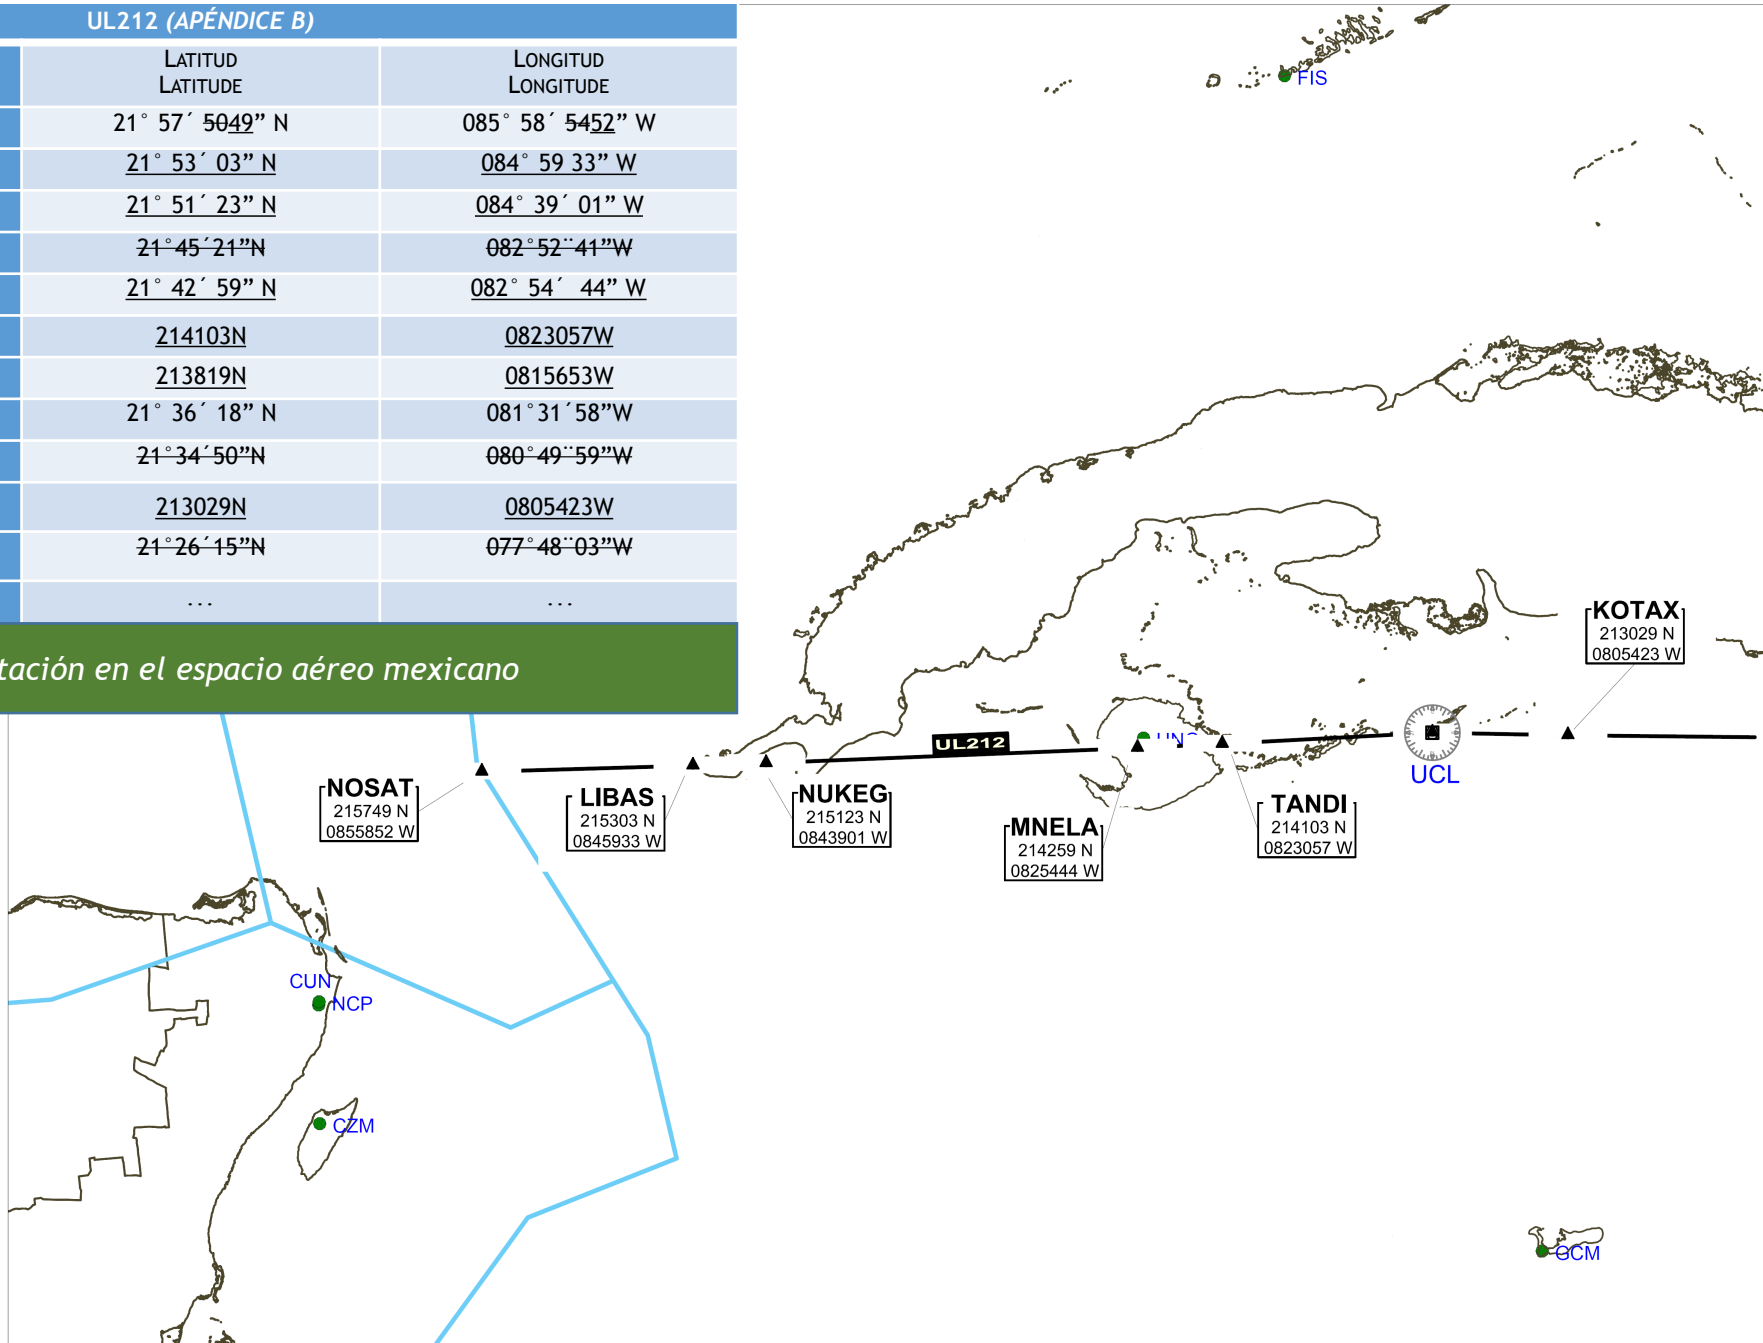 UL212 (APÉNDICE B)
LATITUD LONGITUD
LATITUDE LONGITUDE
21° 57´ 5049” N 085° 58´ 5452” W
21° 53´ 03” N 084° 59 33” W
21° 51´ 23” N 084° 39´ 01” W
21°45´21”N 082°52¨41”W
21° 42´ 59” N 082° 54´ 44” W
214103N 0823057W
213819N 0815653W
21° 36´ 18” N 081°31´58”W
21°34´50”N 080°49¨59”W
213029N 0805423W
21°26´15”N 077°48¨03”W
... ...
tación en el espacio aéreo mexicano
FIS
KOTAX
213029 N
0805423 W
UL212
UCL
NOSAT
215749 N
0855852 W
LIBAS
215303 N
0845933 W
NUKEG
215123 N
0843901 W
MNELA
214259 N
0825444 W
TANDI
214103 N
0823057 W
CUN
NCP
CZM
GCM